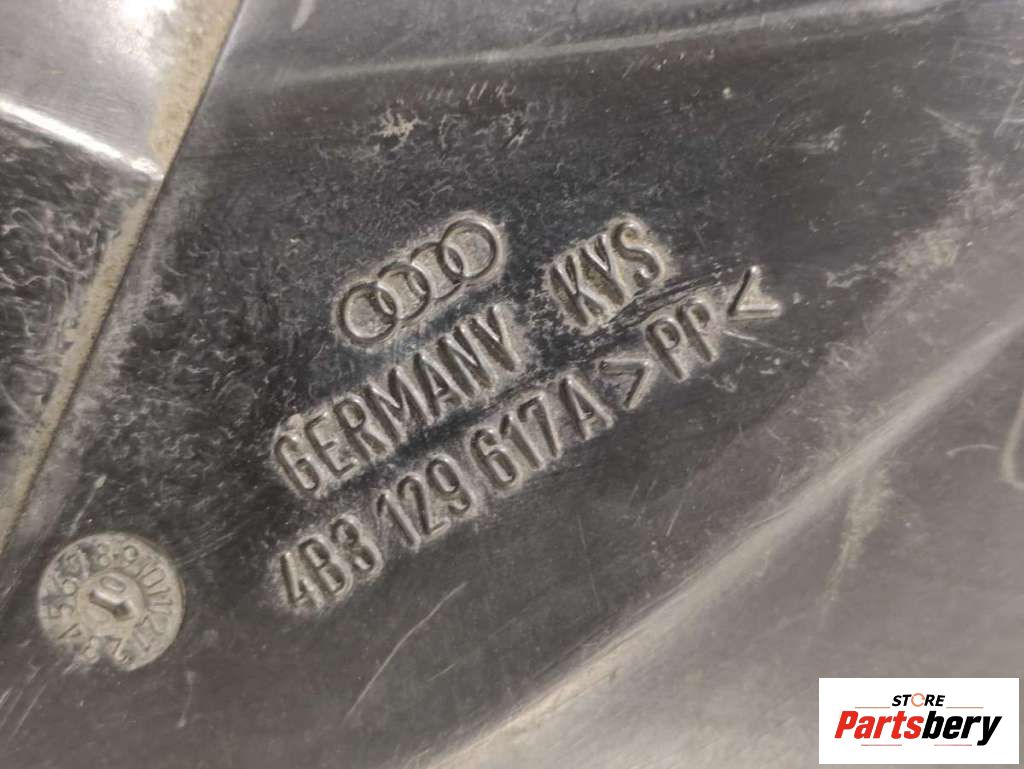 GERMANY KYS
4B3 129 617 A >PP<
STORE
Partsbery